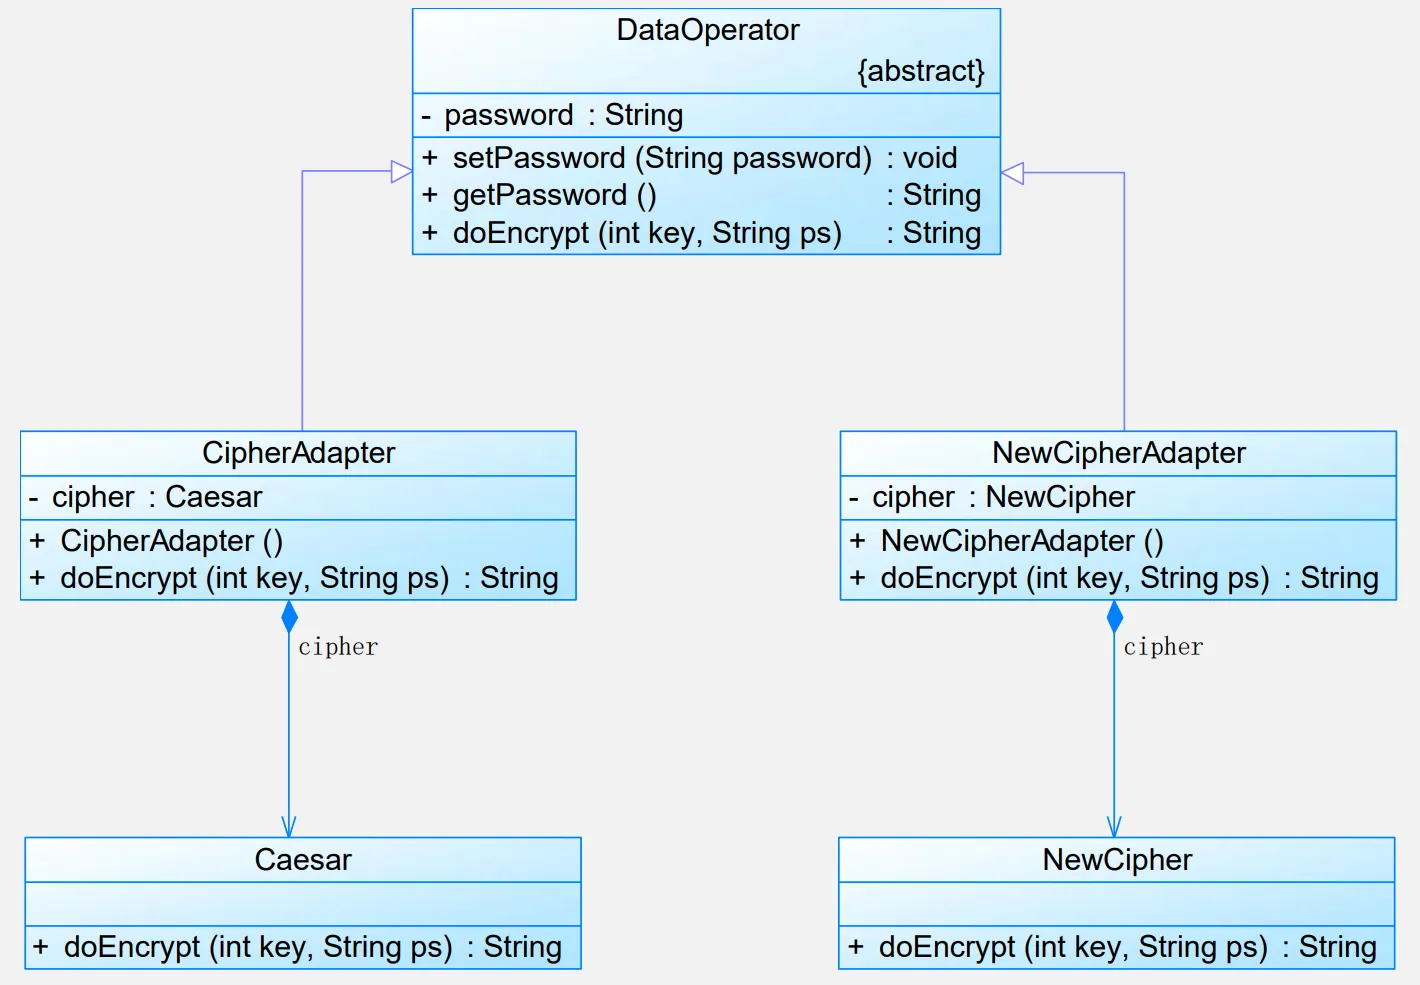 DataOperator
{abstract}
- password : String
+ setPassword (String password) : void
+ getPassword () : String
+ doEncrypt (int key, String ps) : String
CipherAdapter
- cipher : Caesar
+ CipherAdapter ()
+ doEncrypt (int key, String ps) : String
NewCipherAdapter
- cipher : NewCipher
+ NewCipherAdapter ()
+ doEncrypt (int key, String ps) : String
cipher
cipher
Caesar
+ doEncrypt (int key, String ps) : String
NewCipher
+ doEncrypt (int key, String ps) : String